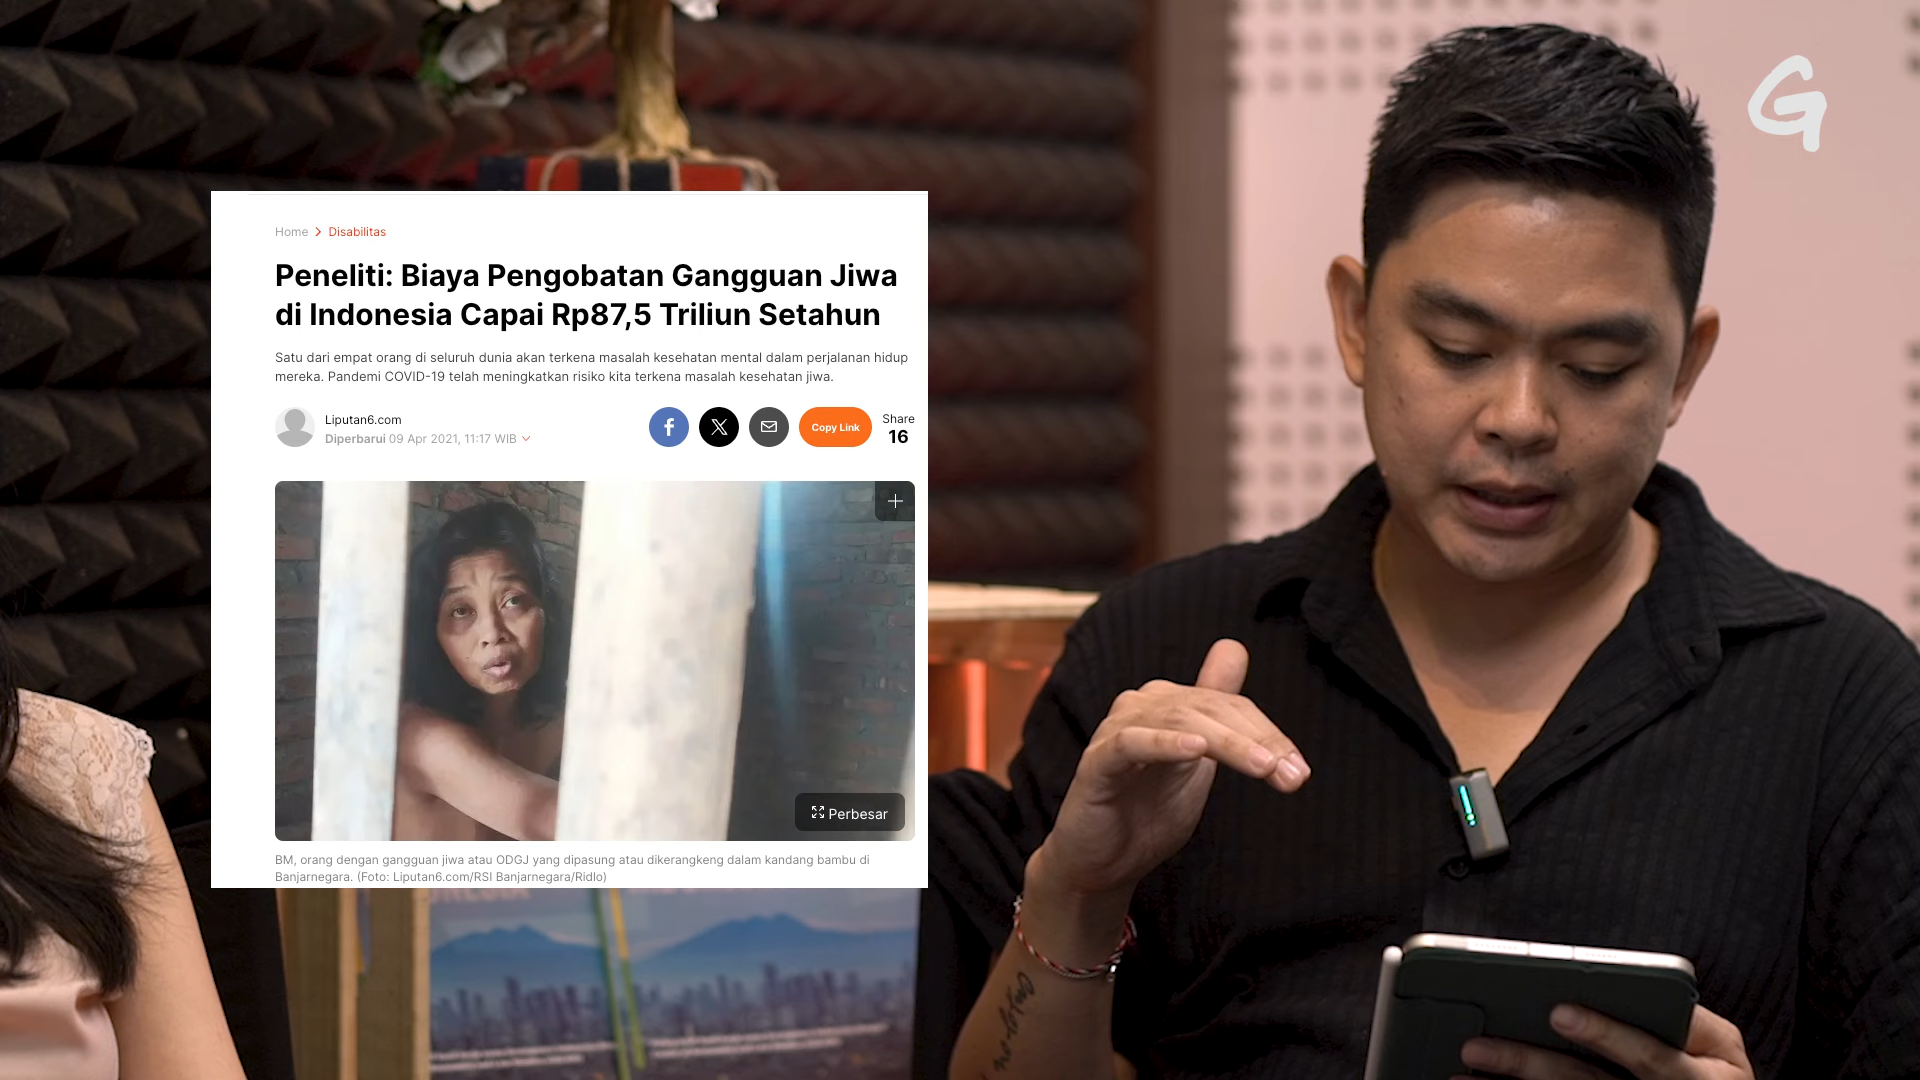 G
Home > Disabilitas
Peneliti: Biaya Pengobatan Gangguan Jiwa
di Indonesia Capai Rp87,5 Triliun Setahun
Satu dari empat orang di seluruh dunia akan terkena masalah kesehatan mental dalam perjalanan hidup
mereka. Pandemi COVID-19 telah meningkatkan risiko kita terkena masalah kesehatan jiwa.
Liputan6.com
Diperbarui 09 Apr 2021, 11:17 WIB
f X Copy Link
Share
16
Perbesar
BM, orang dengan gangguan jiwa atau ODGJ yang dipasung atau dikerangkeng dalam kandang bambu di
Banjarnegara. (Foto: Liputan6.com/RSI Banjarnegara/Ridlo)